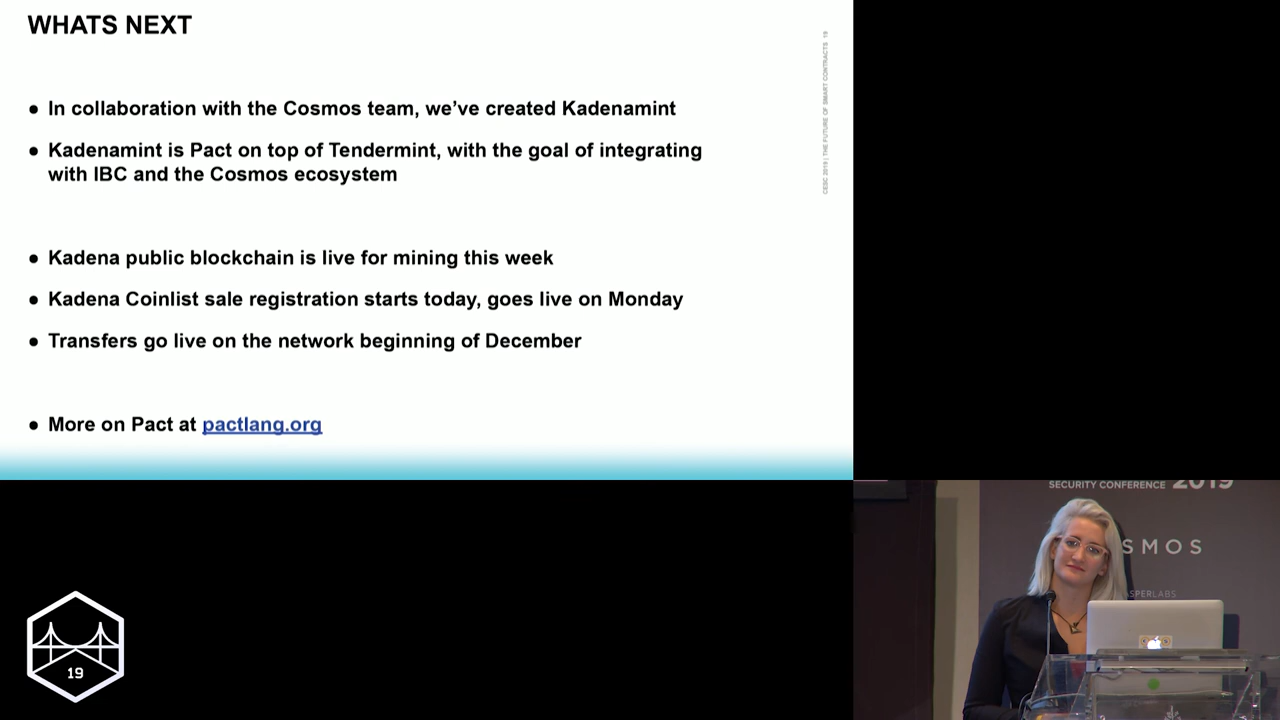 WHATS NEXT
● In collaboration with the Cosmos team, we’ve created Kadenamint
● Kadenamint is Pact on top of Tendermint, with the goal of integrating
with IBC and the Cosmos ecosystem
● Kadena public blockchain is live for mining this week
● Kadena Coinlist sale registration starts today, goes live on Monday
● Transfers go live on the network beginning of December
● More on Pact at pactlang.org
CESC 2019 | THE FUTURE OF SMART CONTRACTS 19
SECURITY CONFERENCE 2019
SMOS
ASPERLABS
19